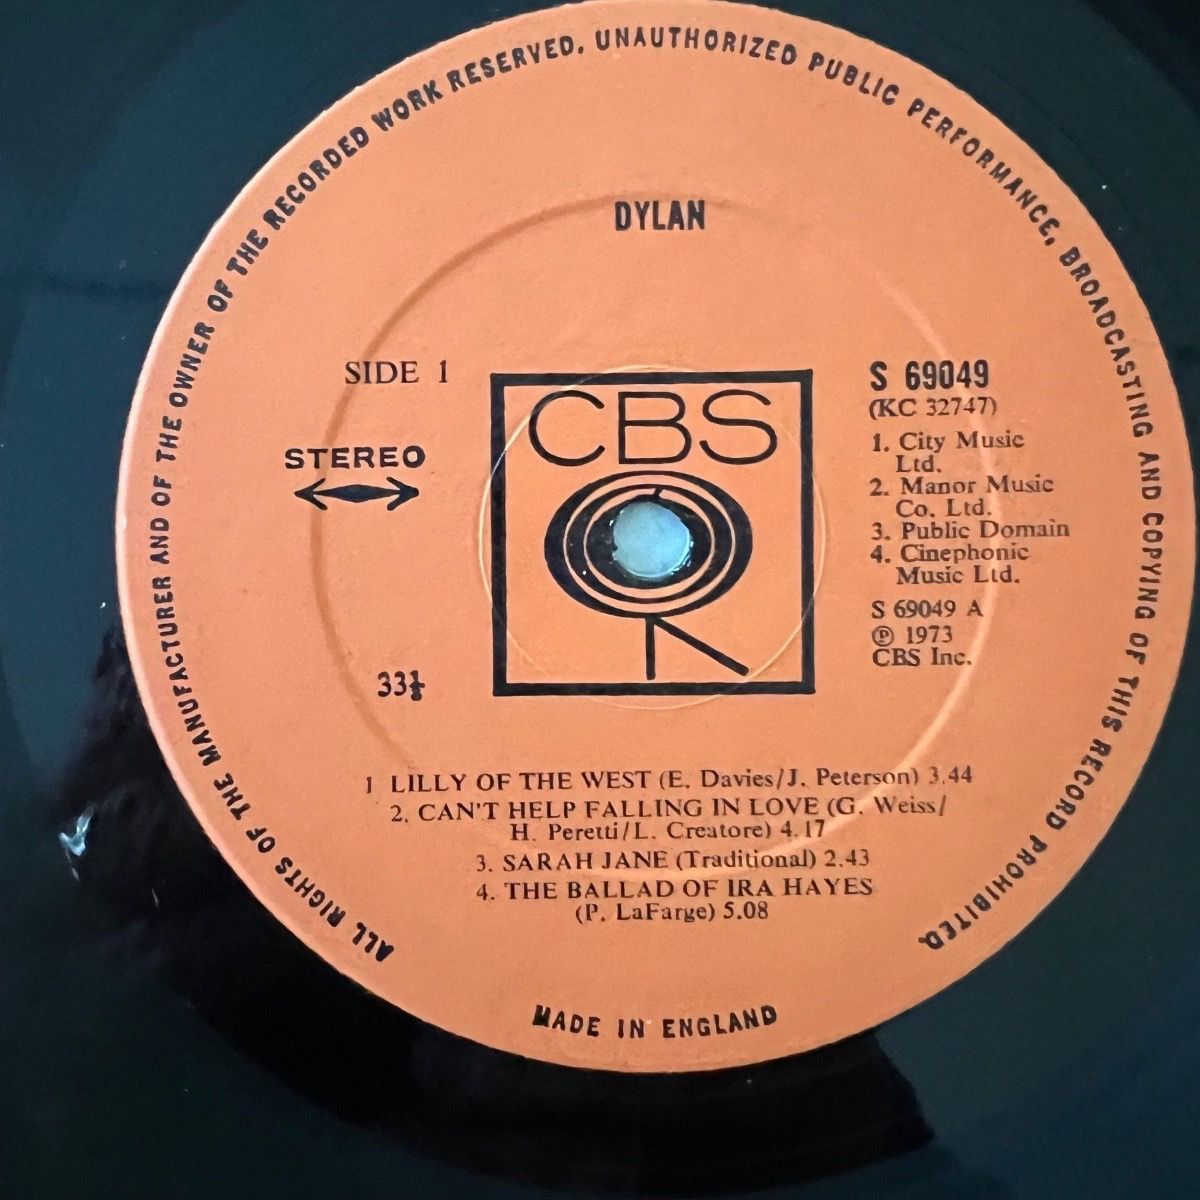 ALL RIGHTS OF THE MANUFACTURER AND OF THE OWNER OF THE RECORDED WORK RESERVED. UNAUTHORIZED PUBLIC PERFORMANCE, BROADCASTING AND COPYING OF THIS RECORD PROHIBITED.
DYLAN
SIDE 1
STEREO
33⅓
CBS
S 69049
(KC 32747)
1. City Music
Ltd.
2. Manor Music
Co. Ltd.
3. Public Domain
4. Cinephonic
Music Ltd.
S 69049 A
℗ 1973
CBS Inc.
1 LILLY OF THE WEST (E. Davies/J. Peterson) 3.44
2. CAN'T HELP FALLING IN LOVE (G. Weiss/
H. Peretti/L. Creatore) 4.17
3. SARAH JANE (Traditional) 2.43
4. THE BALLAD OF IRA HAYES
(P. LaFarge) 5.08
MADE IN ENGLAND